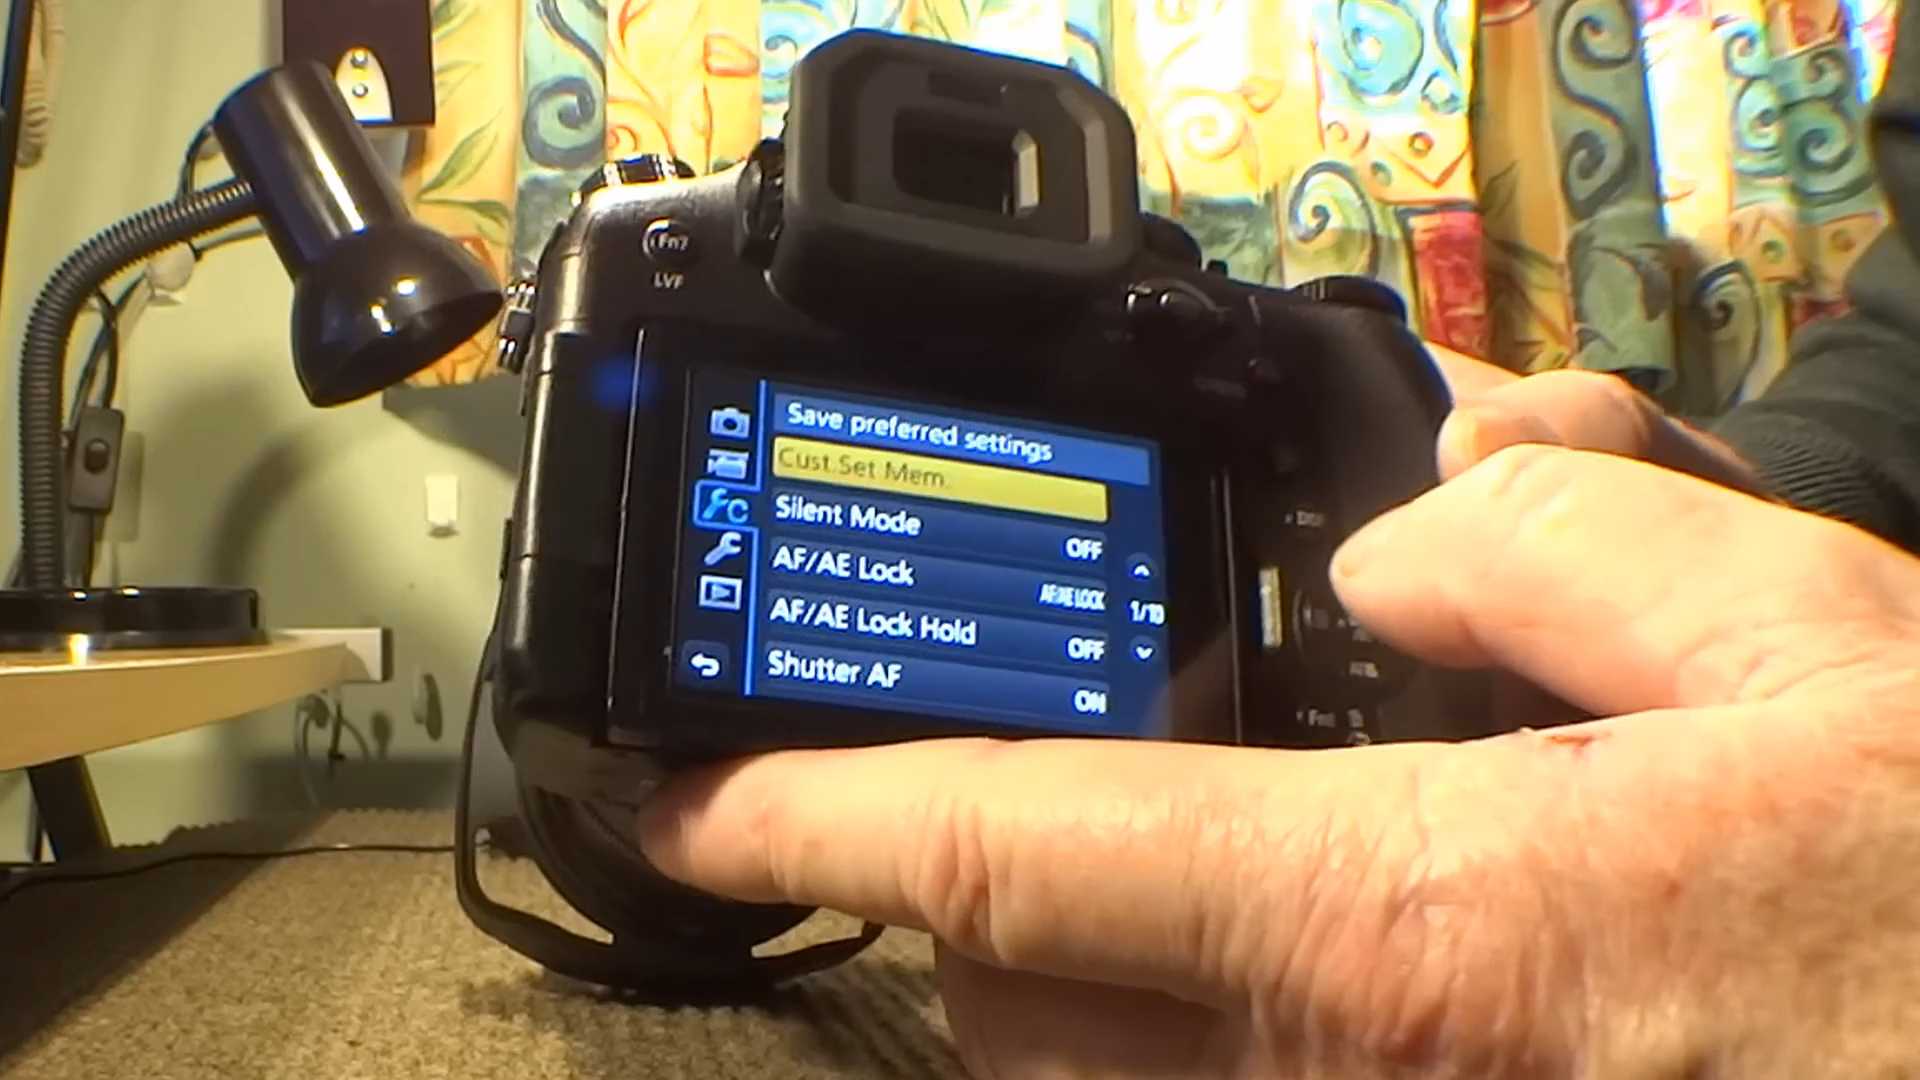 Fn7
LVF
Save preferred settings
Cust.Set Mem.
Silent Mode
OFF
AF/AE Lock
AF/AE LOCK
AF/AE Lock Hold
OFF
Shutter AF
ON
1/10
DISP.